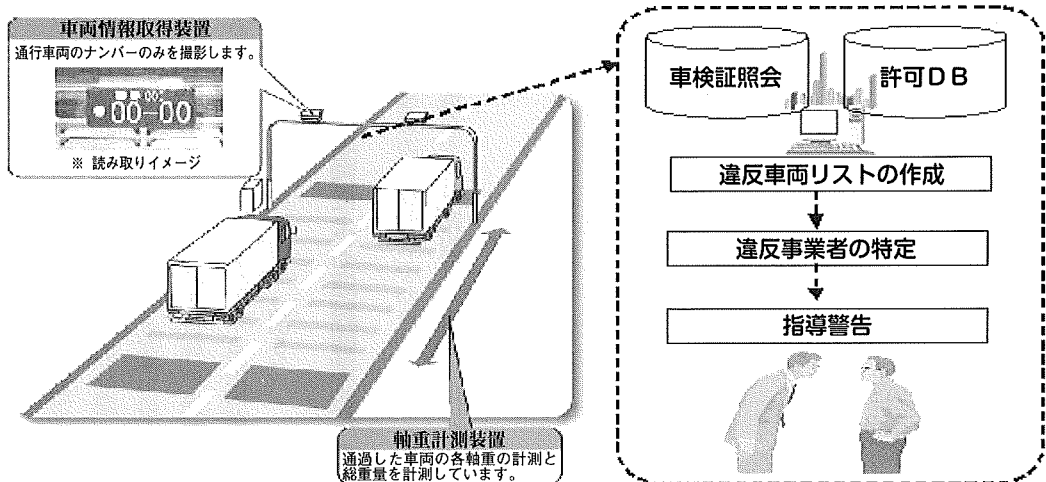 車両情報取得装置
通行車両のナンバーのみを撮影します。
00
00-00
※ 読み取りイメージ
軸重計測装置
通過した車両の各軸重の計測と
総重量を計測しています。
車検証照会
許可DB
違反車両リストの作成
違反事業者の特定
指導警告